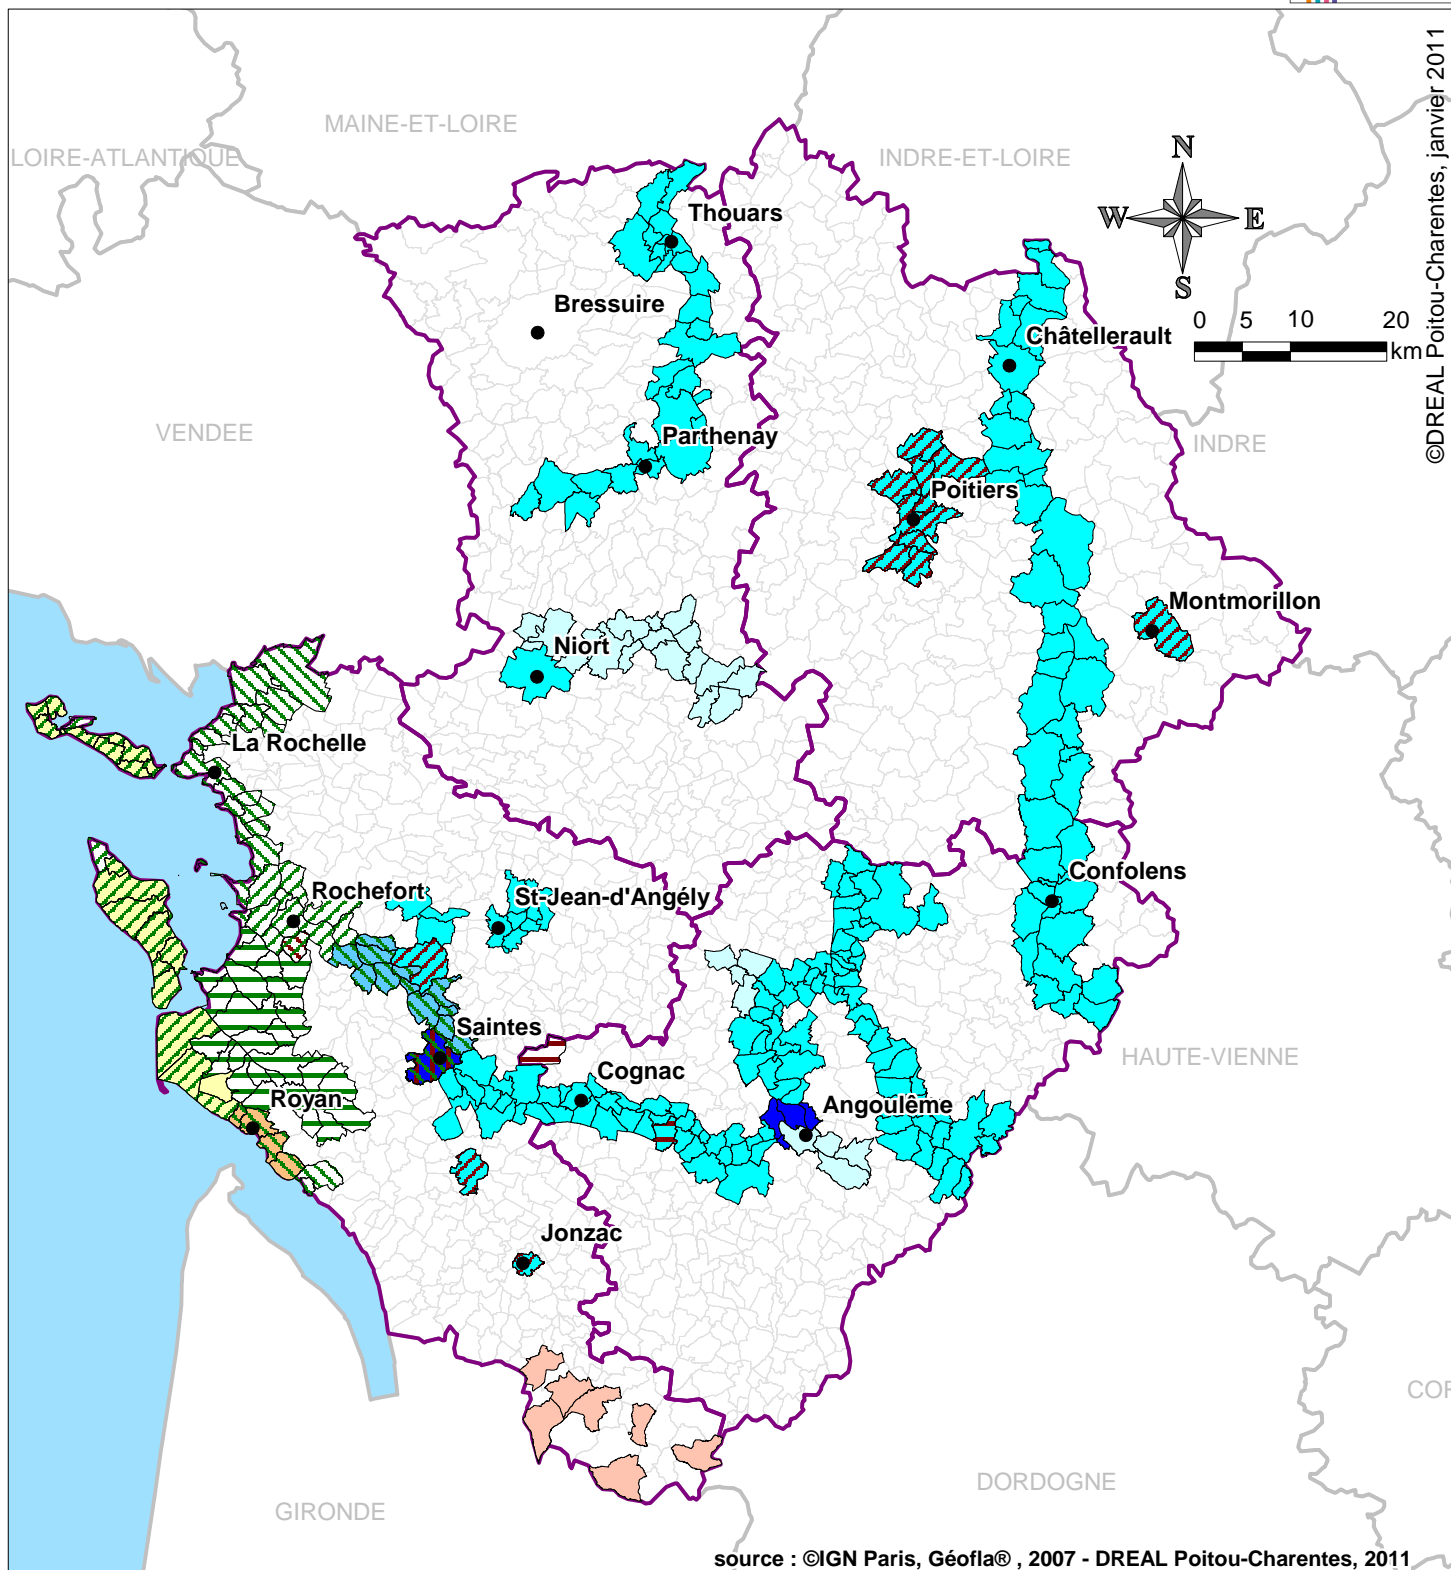 ©DREAL Poitou-Charentes, janvier 2011
MAINE-ET-LOIRE
LOIRE-ATLANTIQUE
INDRE-ET-LOIRE
N
W
E
S
Thouars
Bressuire
0 5 10 20
km
Châtellerault
VENDEE
Parthenay
INDRE
Poitiers
Montmorillon
Niort
La Rochelle
Confolens
Rochefort
St-Jean-d'Angély
Saintes
HAUTE-VIENNE
Cognac
Royan
Angoulême
Jonzac
DORDOGNE
GIRONDE
source : ©IGN Paris, Géofla® , 2007 - DREAL Poitou-Charentes, 2011